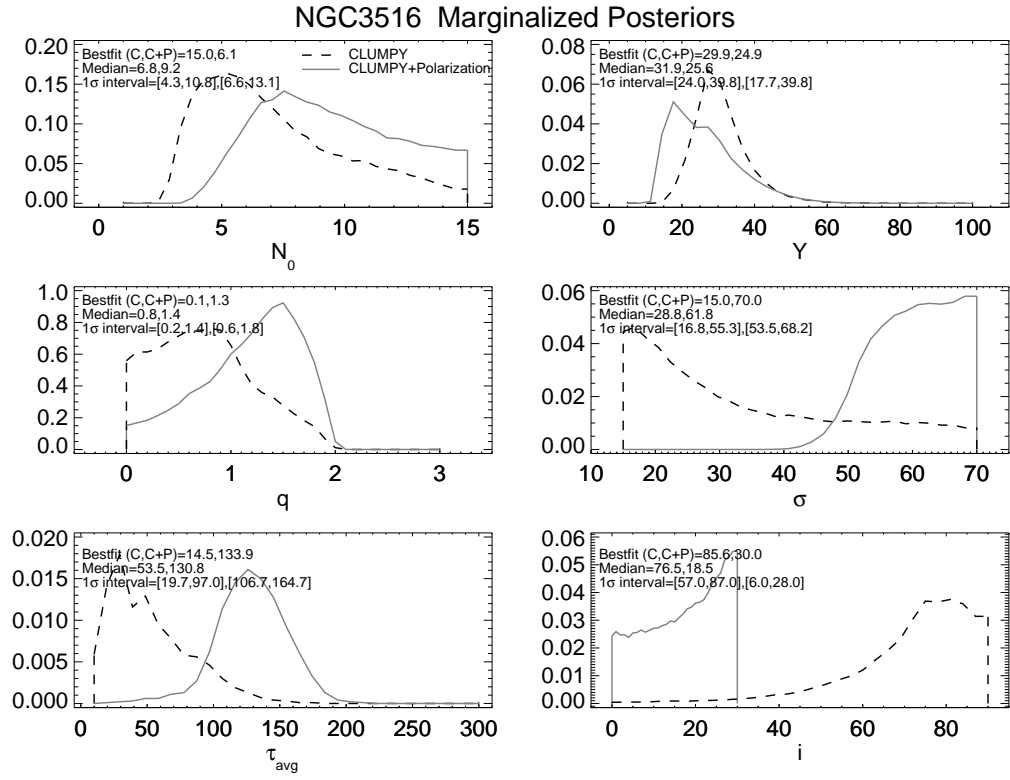 NGC3516 Marginalized Posteriors
Bestfit (C,C+P)=15.0,6.1
Median=6.8,9.2
1σ interval=[4.3,10.8],[6.6,13.1]
CLUMPY
CLUMPY+Polarization
0.20
0.15
0.10
0.05
0.00
0 5 10 15
N0
Bestfit (C,C+P)=29.9,24.9
Median=31.9,25.6
1σ interval=[24.0,39.8],[17.7,39.8]
0.08
0.06
0.04
0.02
0.00
0 20 40 60 80 100
Y
Bestfit (C,C+P)=0.1,1.3
Median=0.8,1.4
1σ interval=[0.2,1.4],[0.6,1.8]
1.0
0.8
0.6
0.4
0.2
0.0
0 1 2 3
q
Bestfit (C,C+P)=15.0,70.0
Median=28.8,61.8
1σ interval=[16.8,55.3],[53.5,68.2]
0.06
0.04
0.02
0.00
10 20 30 40 50 60 70
σ
Bestfit (C,C+P)=14.5,133.9
Median=53.5,130.8
1σ interval=[19.7,97.0],[106.7,164.7]
0.020
0.015
0.010
0.005
0.000
0 50 100 150 200 250 300
τavg
Bestfit (C,C+P)=85.6,30.0
Median=76.5,18.5
1σ interval=[57.0,87.0],[6.0,28.0]
0.06
0.05
0.04
0.03
0.02
0.01
0.00
0 20 40 60 80
i